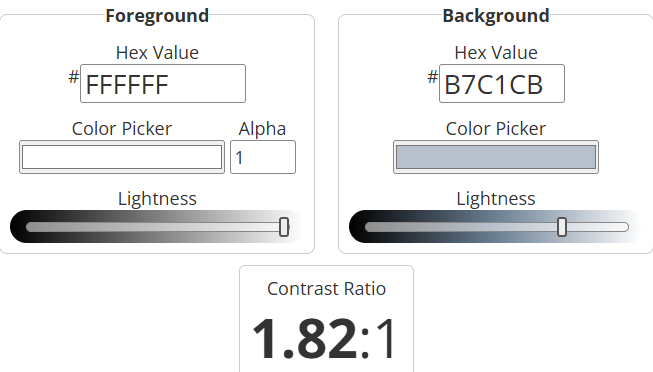 Foreground
Hex Value
# FFFFFF
Color Picker
Alpha
1
Lightness
Background
Hex Value
# B7C1CB
Color Picker
Lightness
Contrast Ratio
1.82:1